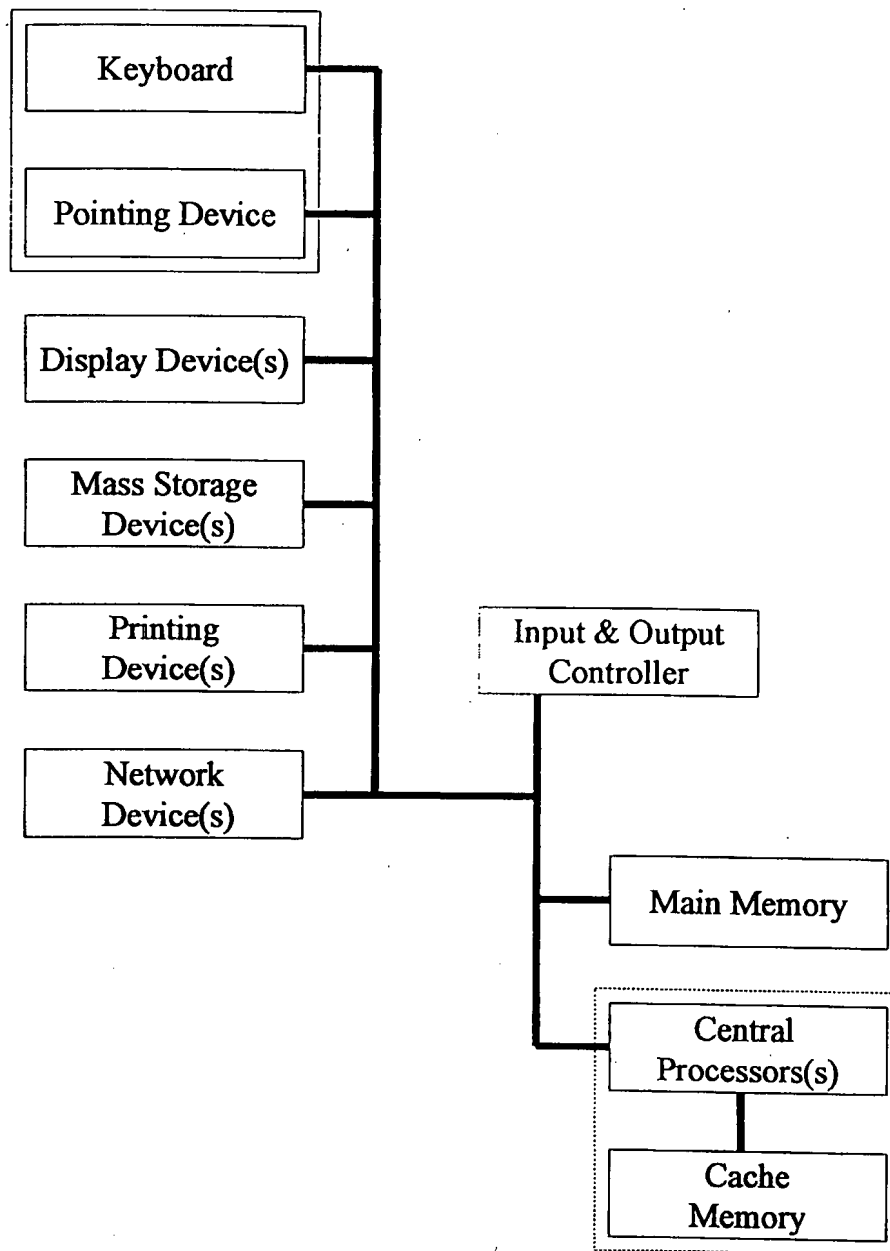 Keyboard
Pointing Device
Display Device(s)
Mass Storage
Device(s)
Printing
Device(s)
Network
Device(s)
Input & Output
Controller
Main Memory
Central
Processors(s)
Cache
Memory